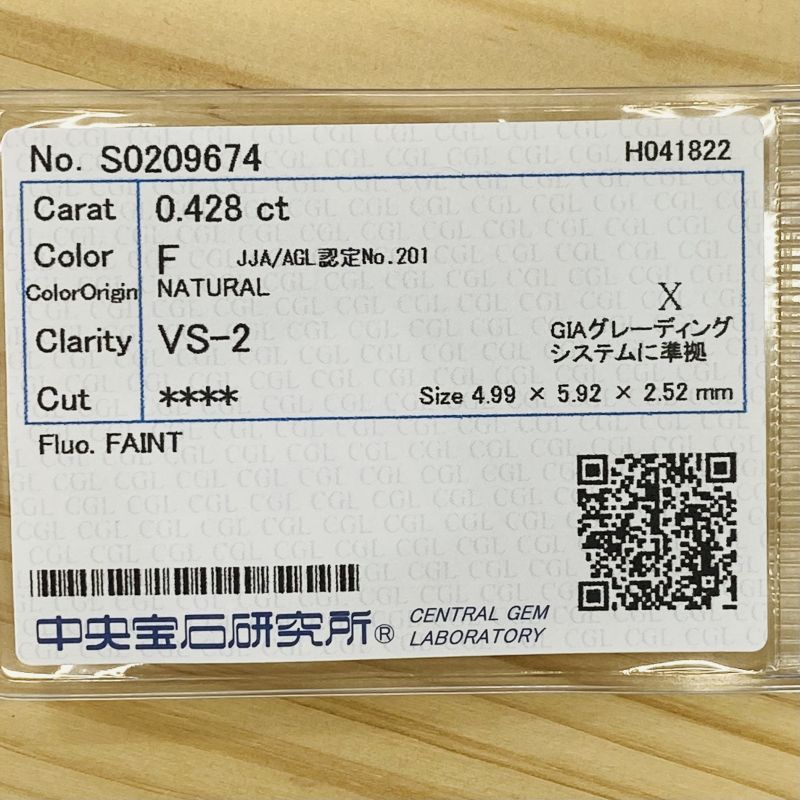 No. S0209674 H041822
Carat 0.428 ct
Color F JJA/AGL認定No.201
ColorOrigin NATURAL
X
Clarity VS-2 GIAグレーディング
システムに準拠
Cut **** Size 4.99 × 5.92 × 2.52 mm
Fluo. FAINT
中央宝石研究所® CENTRAL GEM
LABORATORY